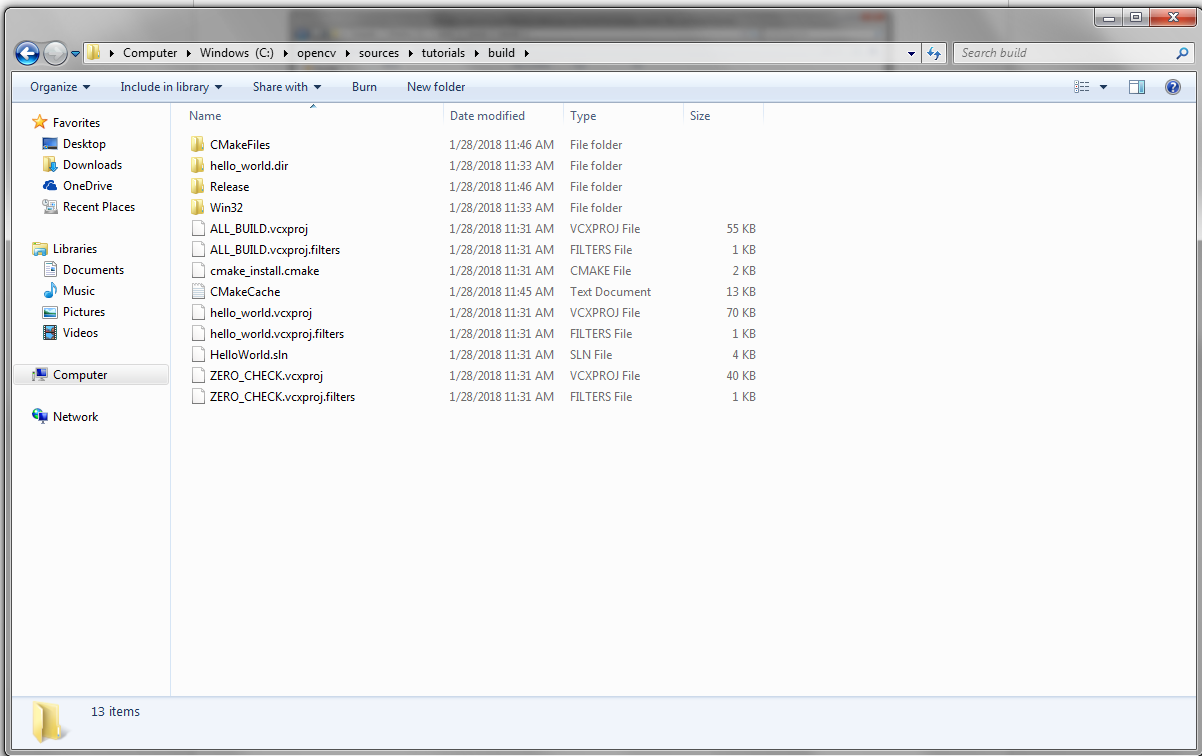 Computer Windows (C:) opencv sources tutorials build Search build
Organize Include in library Share with Burn New folder
Favorites
Desktop
Downloads
OneDrive
Recent Places
Libraries
Documents
Music
Pictures
Videos
Computer
Network
Name Date modified Type Size
CMakeFiles 1/28/2018 11:46 AM File folder
hello_world.dir 1/28/2018 11:33 AM File folder
Release 1/28/2018 11:46 AM File folder
Win32 1/28/2018 11:33 AM File folder
ALL_BUILD.vcxproj 1/28/2018 11:31 AM VCXPROJ File 55 KB
ALL_BUILD.vcxproj.filters 1/28/2018 11:31 AM FILTERS File 1 KB
cmake_install.cmake 1/28/2018 11:31 AM CMAKE File 2 KB
CMakeCache 1/28/2018 11:45 AM Text Document 13 KB
hello_world.vcxproj 1/28/2018 11:31 AM VCXPROJ File 70 KB
hello_world.vcxproj.filters 1/28/2018 11:31 AM FILTERS File 1 KB
HelloWorld.sln 1/28/2018 11:31 AM SLN File 4 KB
ZERO_CHECK.vcxproj 1/28/2018 11:31 AM VCXPROJ File 40 KB
ZERO_CHECK.vcxproj.filters 1/28/2018 11:31 AM FILTERS File 1 KB
13 items